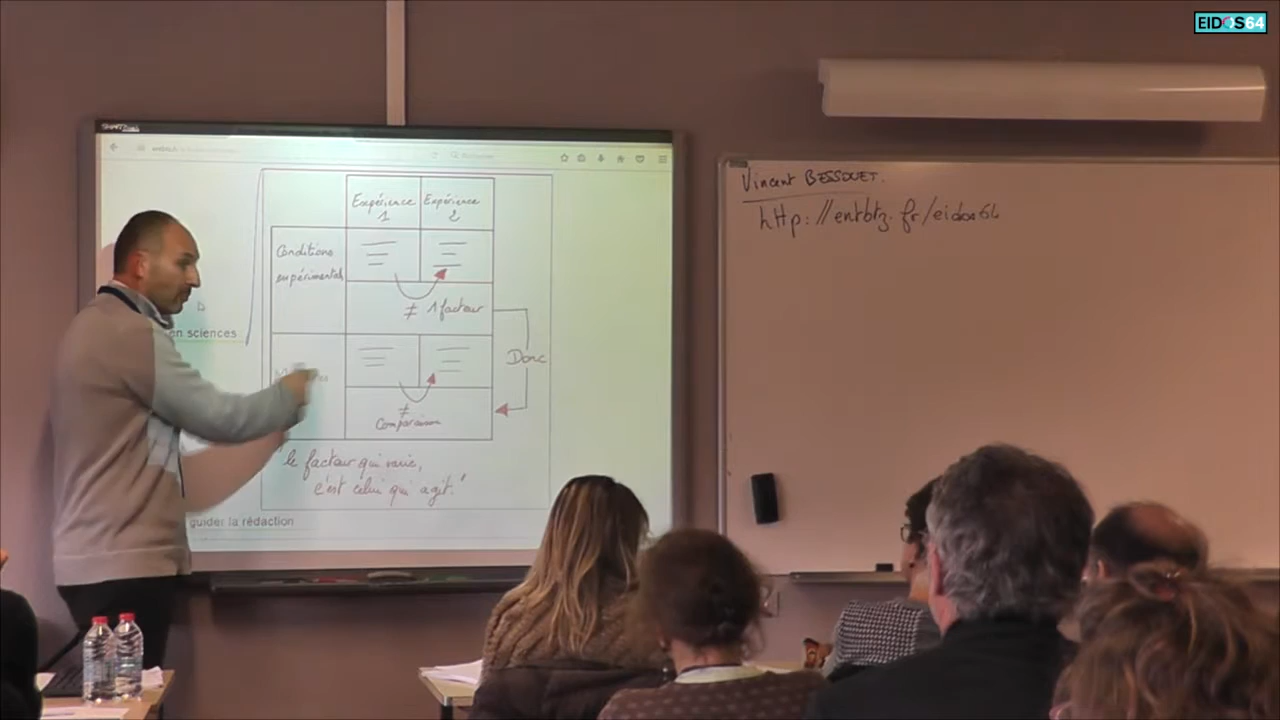 EIDOS64
Vincent BESSOUET.
http://entbtz.fr/eidos64
Expérience 1
Expérience 2
Conditions
expérimentales
≠ 1 facteur
en sciences
Donc
≠
Comparaison
"le facteur qui varie,
c'est celui qui agit."
guider la rédaction